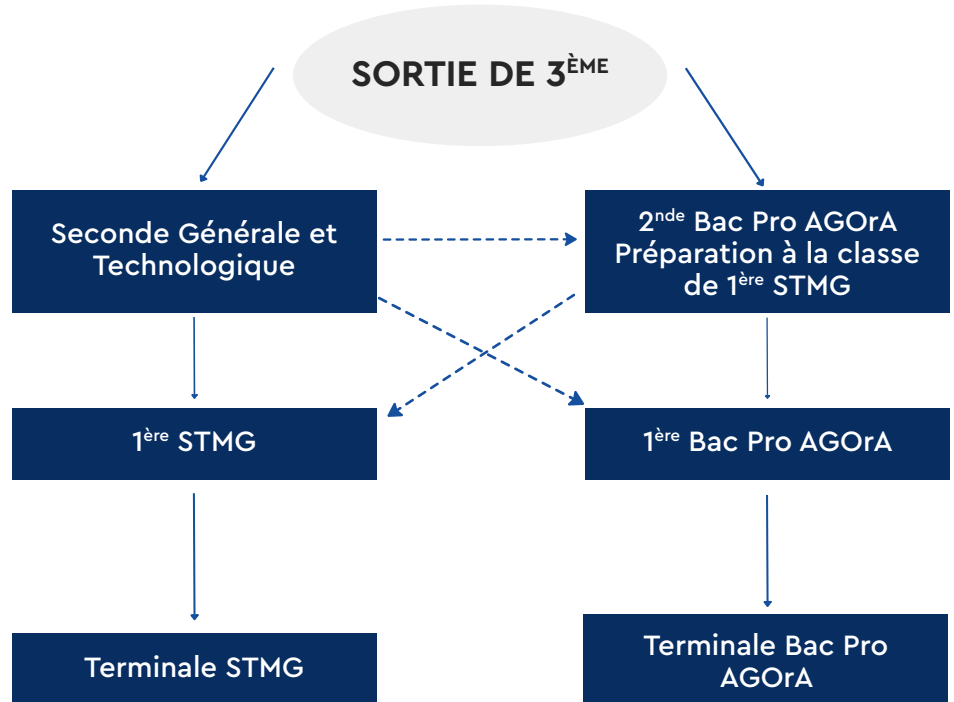 SORTIE DE 3ÈME
Seconde Générale et
Technologique
2nde Bac Pro AGOrA
Préparation à la classe
de 1ère STMG
1ère STMG
1ère Bac Pro AGOrA
Terminale STMG
Terminale Bac Pro
AGOrA